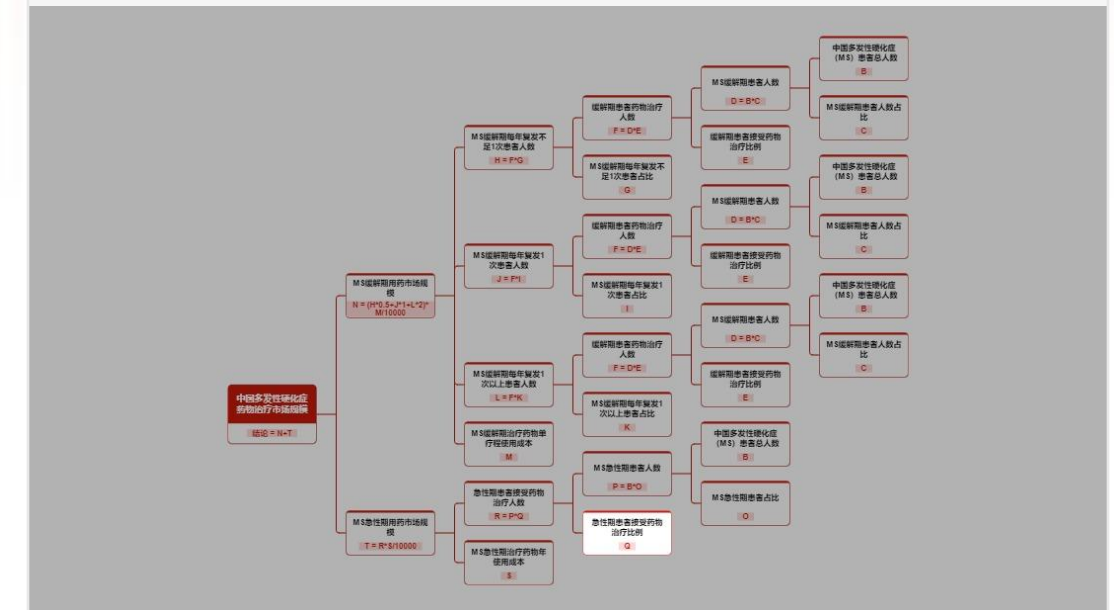 中国多发性硬化症
药物治疗市场规模
结论 = N+T
MS缓解期用药市场规
模
N = (H*0.5+J*1+L*2)*
M/10000
MS缓解期每年复发不
足1次患者人数
H = F*G
缓解期患者药物治疗
人数
F = D*E
MS缓解期患者人数
D = B*C
中国多发性硬化症
(MS) 患者总人数
B
MS缓解期患者人数占
比
C
缓解期患者接受药物
治疗比例
E
MS缓解期每年复发不
足1次患者占比
G
MS缓解期每年复发1
次患者人数
J = F*I
缓解期患者药物治疗
人数
F = D*E
MS缓解期患者人数
D = B*C
中国多发性硬化症
(MS) 患者总人数
B
MS缓解期患者人数占
比
C
缓解期患者接受药物
治疗比例
E
MS缓解期每年复发1
次患者占比
I
MS缓解期每年复发1
次以上患者人数
L = F*K
缓解期患者药物治疗
人数
F = D*E
MS缓解期患者人数
D = B*C
中国多发性硬化症
(MS) 患者总人数
B
MS缓解期患者人数占
比
C
缓解期患者接受药物
治疗比例
E
MS缓解期每年复发1
次以上患者占比
K
MS缓解期治疗药物单
疗程使用成本
M
MS急性期用药市场规
模
T = R*S/10000
急性期患者接受药物
治疗人数
R = P*Q
MS急性期患者人数
P = B*O
中国多发性硬化症
(MS) 患者总人数
B
MS急性期患者占比
O
急性期患者接受药物
治疗比例
Q
MS急性期治疗药物年
使用成本
S